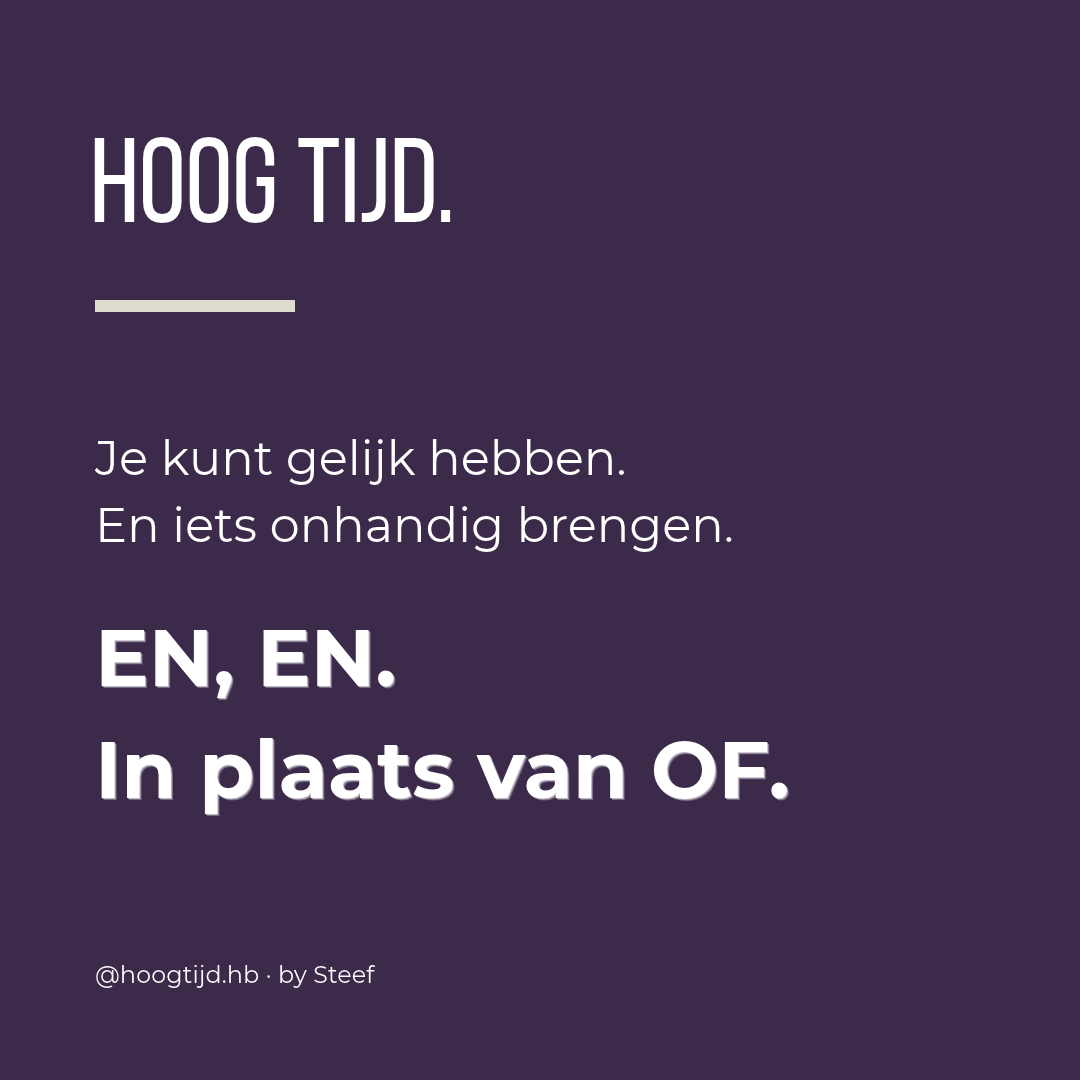 HOOG TIJD.
Je kunt gelijk hebben.
En iets onhandig brengen.
EN, EN.
In plaats van OF.
@hoogtijd.hb · by Steef